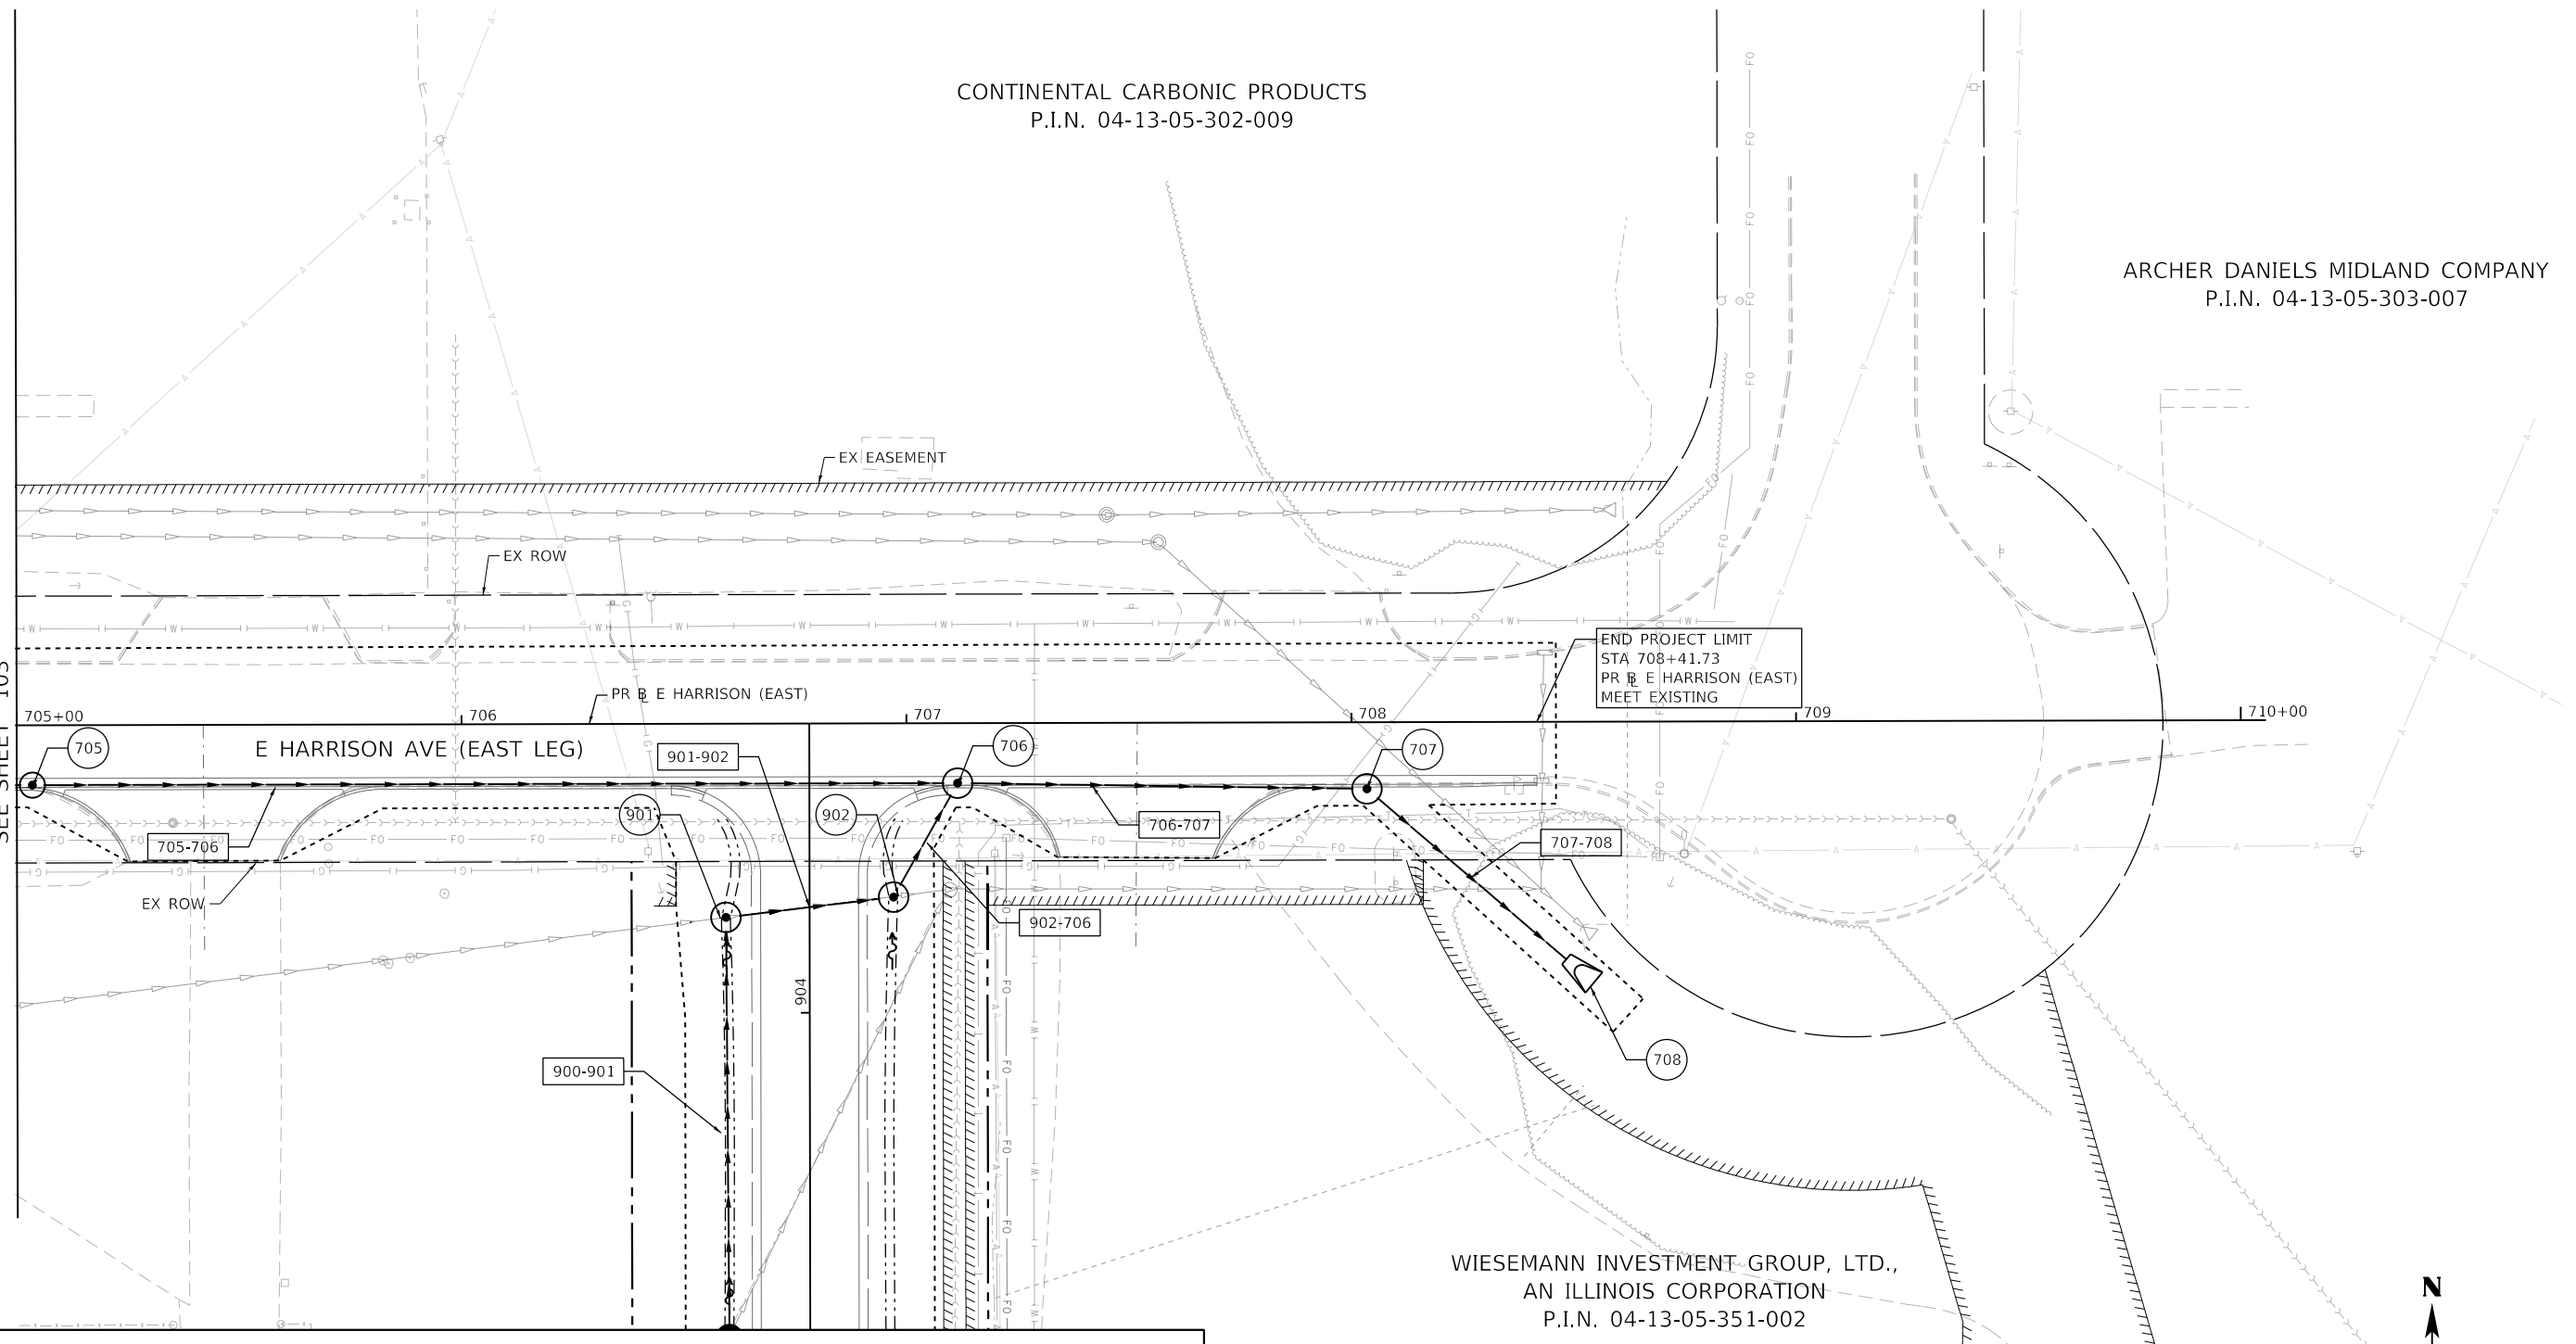 CONTINENTAL CARBONIC PRODUCTS
P.I.N. 04-13-05-302-009
ARCHER DANIELS MIDLAND COMPANY
P.I.N. 04-13-05-303-007
EX EASEMENT
EX ROW
END PROJECT LIMIT
STA 708+41.73
PR B E HARRISON (EAST)
MEET EXISTING
PR B E HARRISON (EAST)
705+00
706
707
708
709
710+00
E HARRISON AVE (EAST LEG)
705
901-902
706
707
901
902
706-707
705-706
707-708
EX ROW
902-706
904
900-901
708
SEE SHEET 105
WIESEMANN INVESTMENT GROUP, LTD.,
AN ILLINOIS CORPORATION
P.I.N. 04-13-05-351-002
N